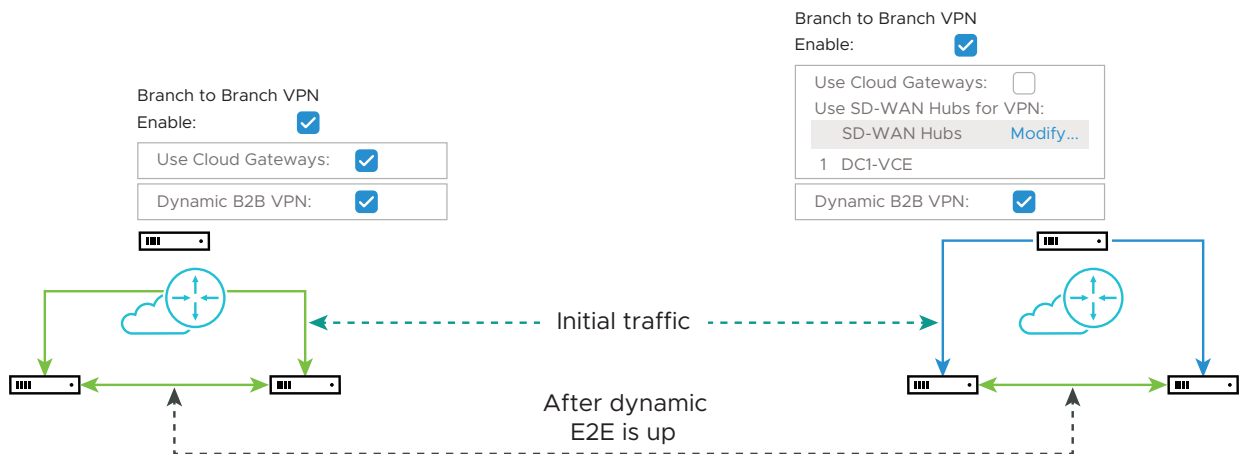 Branch to Branch VPN
Enable:
Use Cloud Gateways:
Dynamic B2B VPN:
Branch to Branch VPN
Enable:
Use Cloud Gateways:
Use SD-WAN Hubs for VPN:
SD-WAN Hubs Modify...
1 DC1-VCE
Dynamic B2B VPN:
Initial traffic
After dynamic
E2E is up